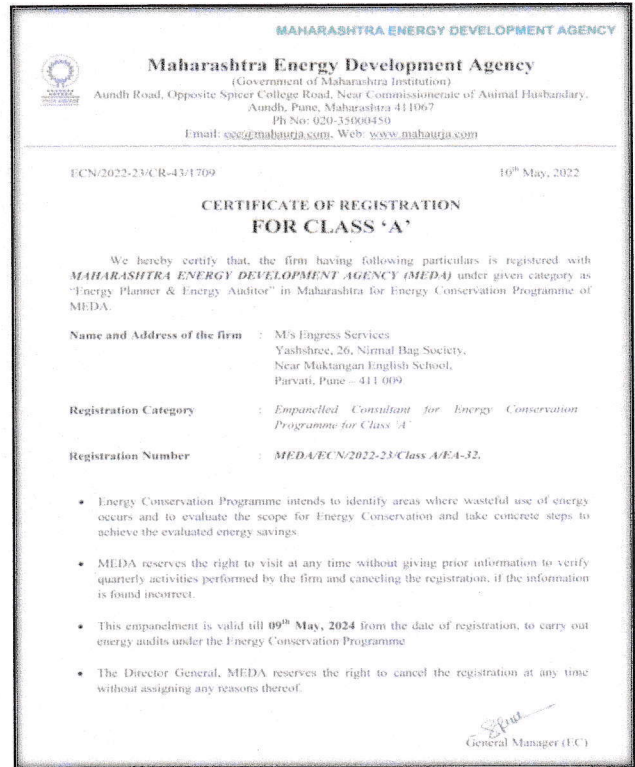 MAHARASHTRA ENERGY DEVELOPMENT AGENCY
Maharashtra Energy Development Agency
(Government of Maharashtra Institution)
Aundh Road, Opposite Spicer College Road, Near Commissionerate of Animal Husbandary,
Aundh, Pune, Maharashtra 411067
Ph No: 020-35000450
Email: eee@mahaurja.com, Web: www.mahaurja.com
ECN/2022-23/CR-43/1709 16th May, 2022
CERTIFICATE OF REGISTRATION
FOR CLASS 'A'
We hereby certify that, the firm having following particulars is registered with
MAHARASHTRA ENERGY DEVELOPMENT AGENCY (MEDA) under given category as
"Energy Planner & Energy Auditor" in Maharashtra for Energy Conservation Programme of
MEDA.
Name and Address of the firm : M/s Engress Services
Yashshree, 26, Nirmal Bag Society,
Near Muktangan English School,
Parvati, Pune – 411 009.
Registration Category : Empanelled Consultant for Energy Conservation
Programme for Class 'A'
Registration Number : MEDA/ECN/2022-23/Class A/EA-32.
• Energy Conservation Programme intends to identify areas where wasteful use of energy
occurs and to evaluate the scope for Energy Conservation and take concrete steps to
achieve the evaluated energy savings.
• MEDA reserves the right to visit at any time without giving prior information to verify
quarterly activities performed by the firm and canceling the registration, if the information
is found incorrect.
• This empanelment is valid till 09th May, 2024 from the date of registration, to carry out
energy audits under the Energy Conservation Programme
• The Director General, MEDA reserves the right to cancel the registration at any time
without assigning any reasons thereof.
General Manager (EC)